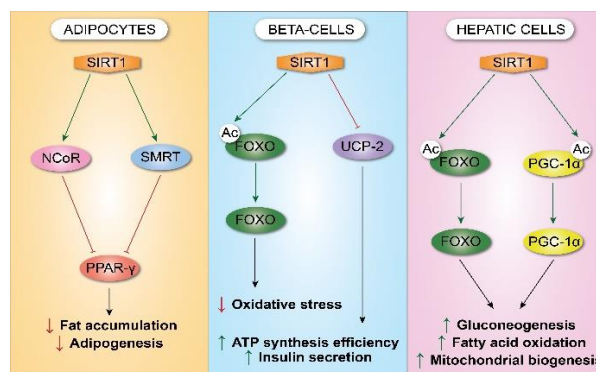 ADIPOCYTES
SIRT1
NCoR
SMRT
PPAR-γ
↓ Fat accumulation
↓ Adipogenesis
BETA-CELLS
SIRT1
Ac
FOXO
UCP-2
FOXO
↓ Oxidative stress
↑ ATP synthesis efficiency
↑ Insulin secretion
HEPATIC CELLS
SIRT1
Ac
FOXO
Ac
PGC-1α
FOXO
PGC-1α
↑ Gluconeogenesis
↑ Fatty acid oxidation
↑ Mitochondrial biogenesis